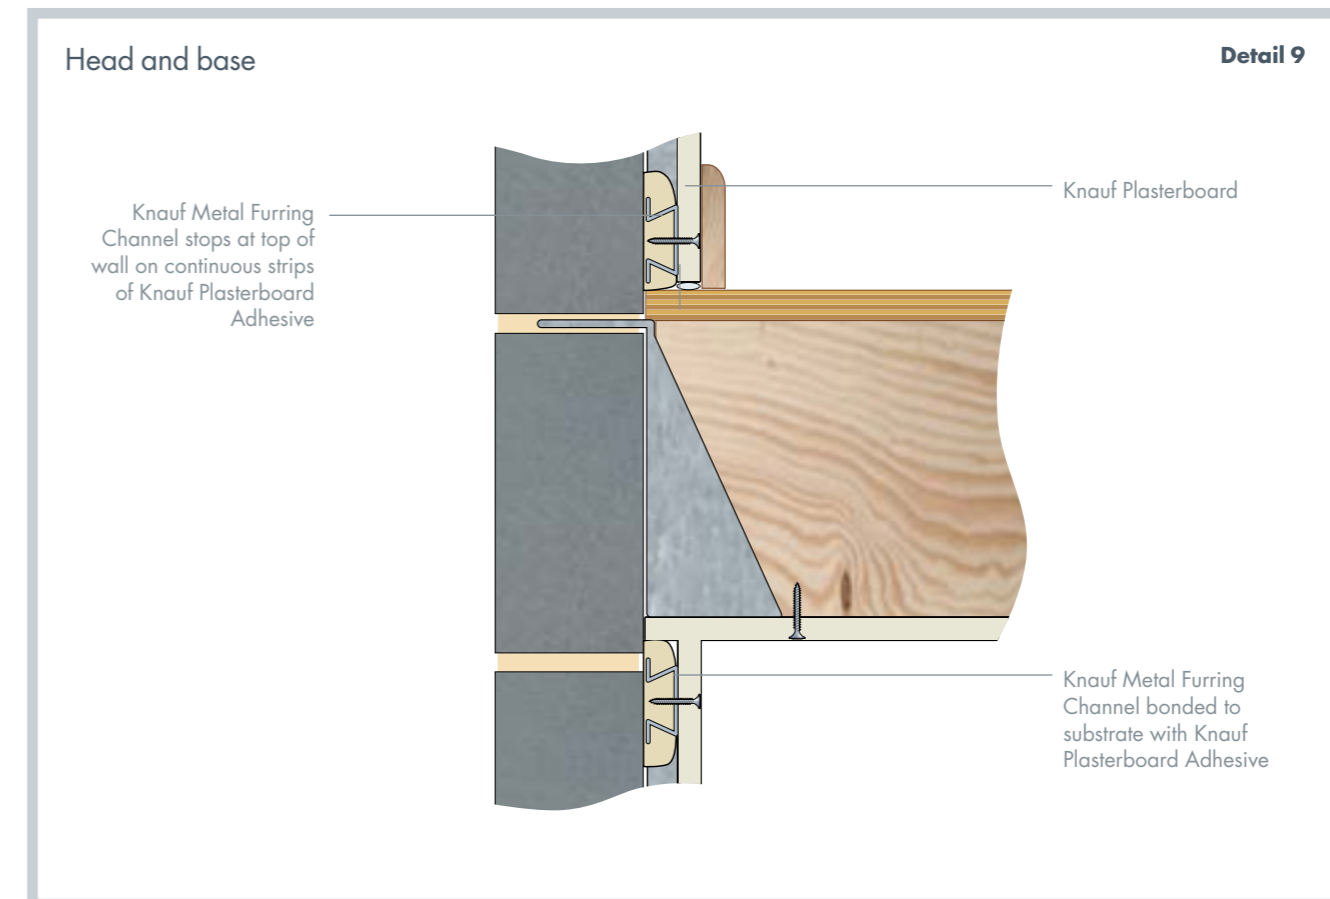 Head and base
Detail 9
Knauf Metal Furring
Channel stops at top of
wall on continuous strips
of Knauf Plasterboard
Adhesive
Knauf Plasterboard
Knauf Metal Furring
Channel bonded to
substrate with Knauf
Plasterboard Adhesive